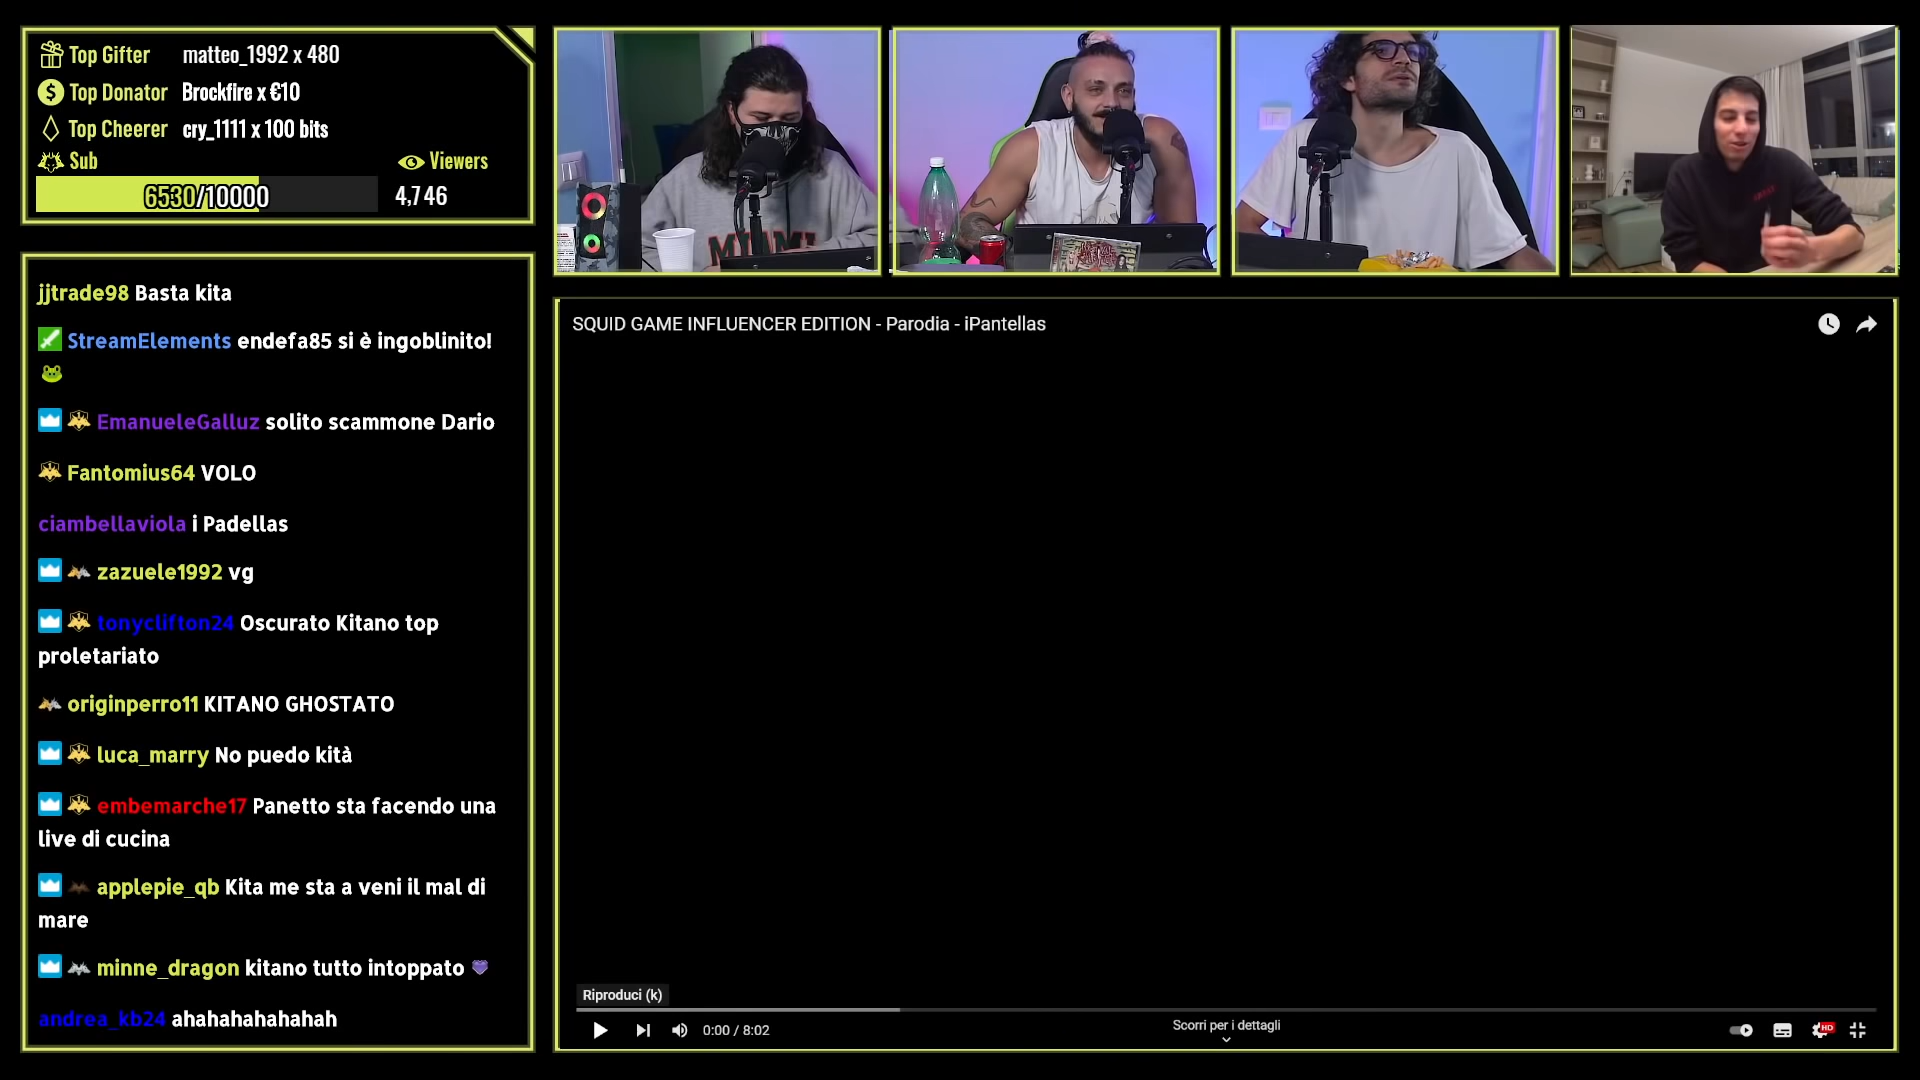 Top Gifter matteo_1992 x 480
Top Donator Brockfire x €10
Top Cheerer cry_1111 x 100 bits
Sub Viewers
6530/10000 4,746
jjtrade98 Basta kita
StreamElements endefa85 si è ingoblinito!
EmanueleGalluz solito scammone Dario
Fantomius64 VOLO
ciambellaviola i Padellas
zazuele1992 vg
tonyclifton24 Oscurato Kitano top
proletariato
originperro11 KITANO GHOSTATO
luca_marry No puedo kità
embemarche17 Panetto sta facendo una
live di cucina
applepie_qb Kita me sta a veni il mal di
mare
minne_dragon kitano tutto intoppato
andrea_kb24 ahahahahahahah
MIAMI
SQUID GAME INFLUENCER EDITION - Parodia - iPantellas
Riproduci (k)
0:00 / 8:02
Scorri per i dettagli
HD